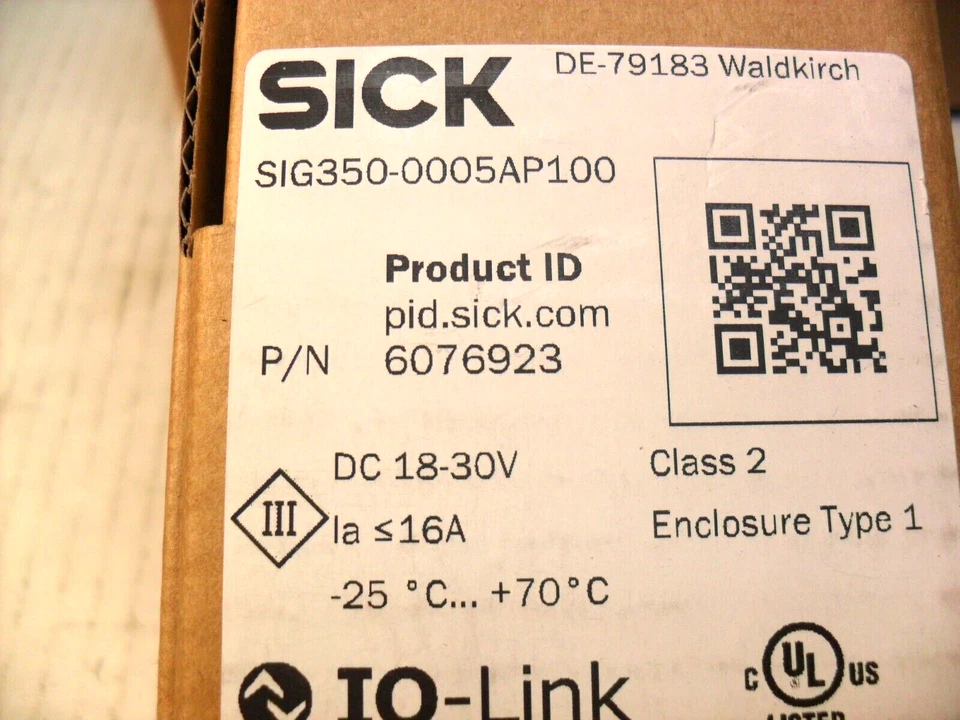 SICK
DE-79183 Waldkirch
SIG350-0005AP100
Product ID
pid.sick.com
P/N 6076923
DC 18-30V
Class 2
III
Ia ≤16A
Enclosure Type 1
-25 °C... +70°C
IO-Link
C UL US
LISTED